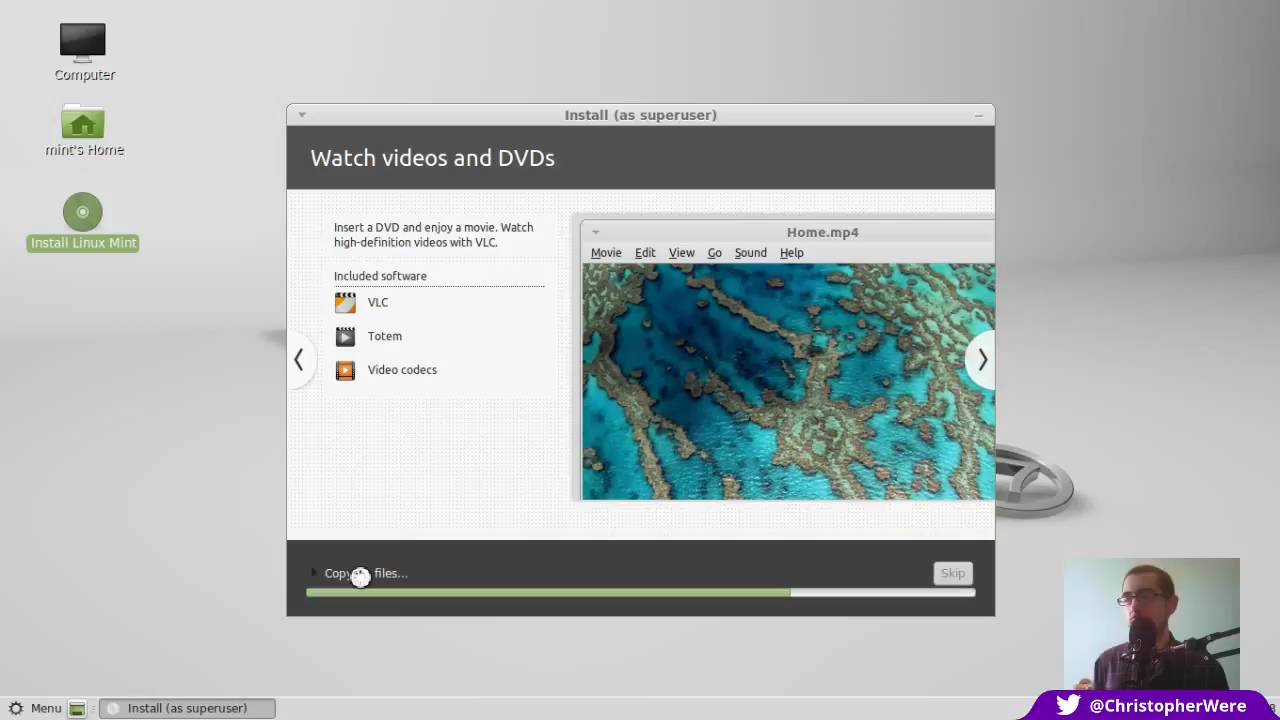 Computer
mint's Home
Install Linux Mint
Install (as superuser)
Watch videos and DVDs
Insert a DVD and enjoy a movie. Watch
high-definition videos with VLC.
Included software
VLC
Totem
Video codecs
Home.mp4
Movie Edit View Go Sound Help
files...
Skip
Menu
Install (as superuser)
@ChristopherWere